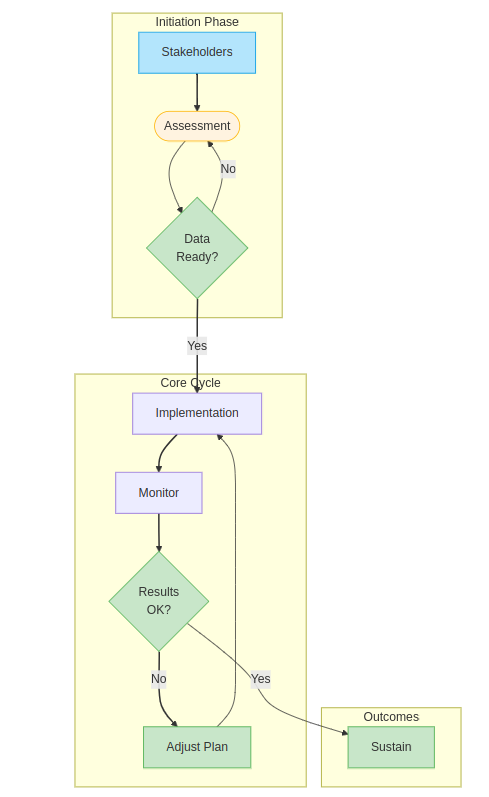 Initiation Phase
Stakeholders
Assessment
No
Data
Ready?
Yes
Core Cycle
Implementation
Monitor
Results
OK?
No
Yes
Outcomes
Adjust Plan
Sustain